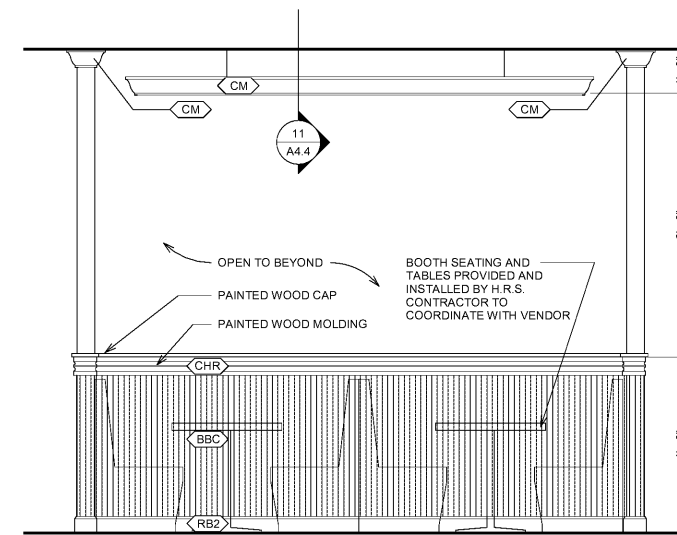 CM
CM
CM
11
A4.4
OPEN TO BEYOND
BOOTH SEATING AND
TABLES PROVIDED AND
INSTALLED BY H.R.S.
CONTRACTOR TO
COORDINATE WITH VENDOR
PAINTED WOOD CAP
PAINTED WOOD MOLDING
CHR
BBC
RB2